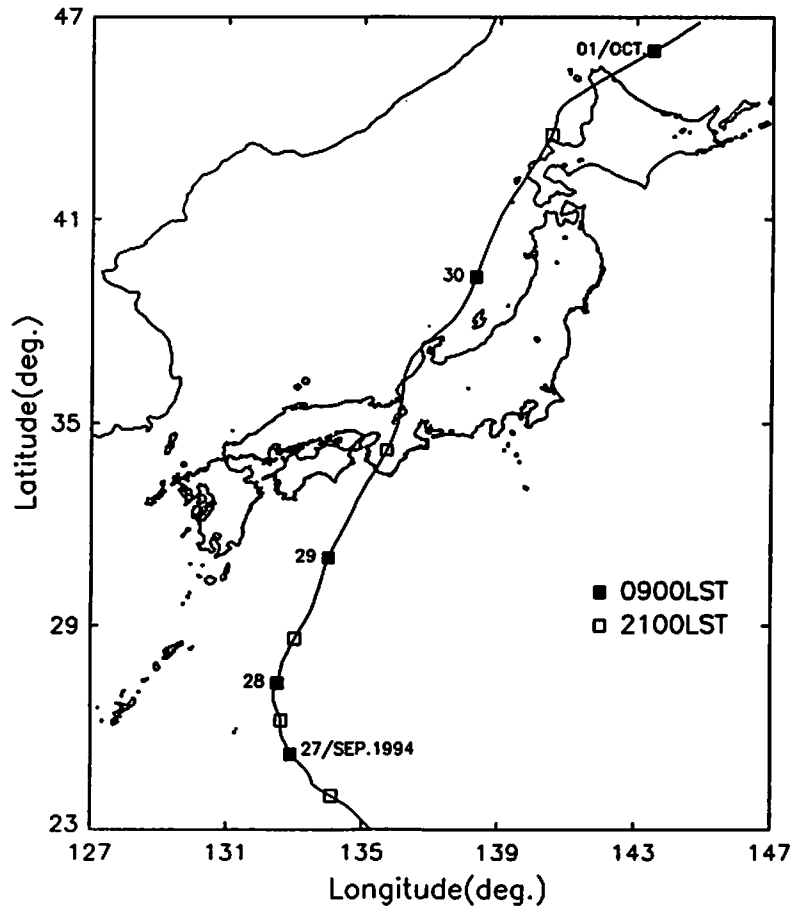 47
01/OCT.
41
30
Latitude(deg.)
35
29
■ 0900LST
29
□ 2100LST
28
27/SEP.1994
23
127 131 135 139 143 147
Longitude(deg.)